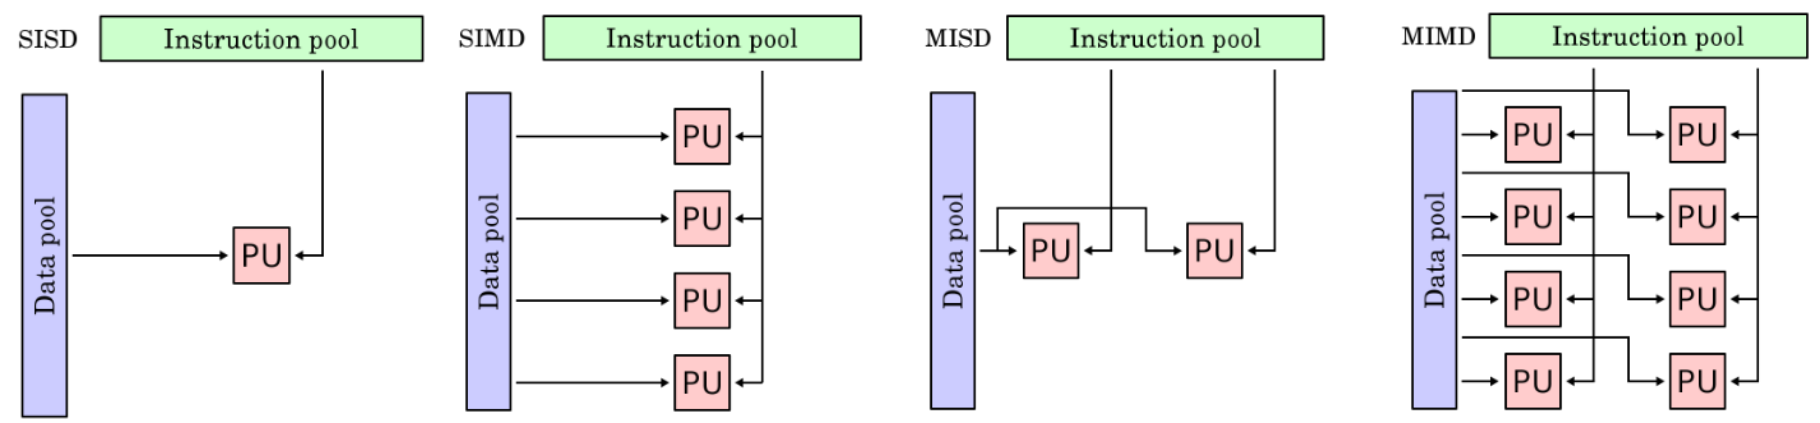 SISD
Instruction pool
Data pool
PU
SIMD
Instruction pool
Data pool
PU
PU
PU
PU
MISD
Instruction pool
Data pool
PU
PU
MIMD
Instruction pool
Data pool
PU
PU
PU
PU
PU
PU
PU
PU